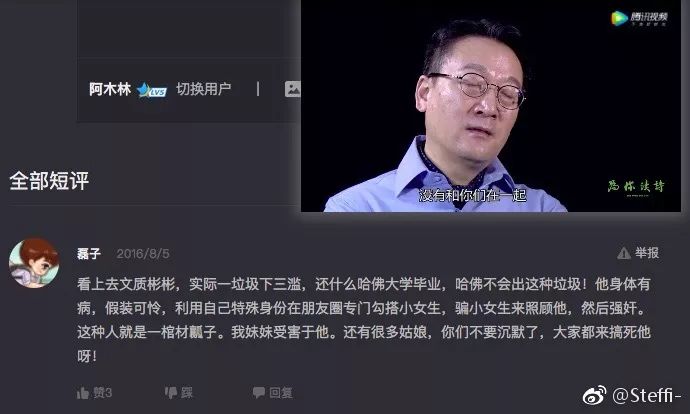 腾讯视频
阿木林 LV5 切换用户 |
没有和你们在一起
为你读诗
全部短评
磊子 2016/8/5 举报
看上去文质彬彬，实际一垃圾下三滥，还什么哈佛大学毕业，哈佛不会出这种垃圾！他身体有
病，假装可怜，利用自己特殊身份在朋友圈专门勾搭小女生，骗小女生来照顾他，然后强奸。
这种人就是一棺材瓤子。我妹妹受害于他。还有很多姑娘，你们不要沉默了，大家都来搞死他
呀！
赞3 踩 回复
@Steffi-